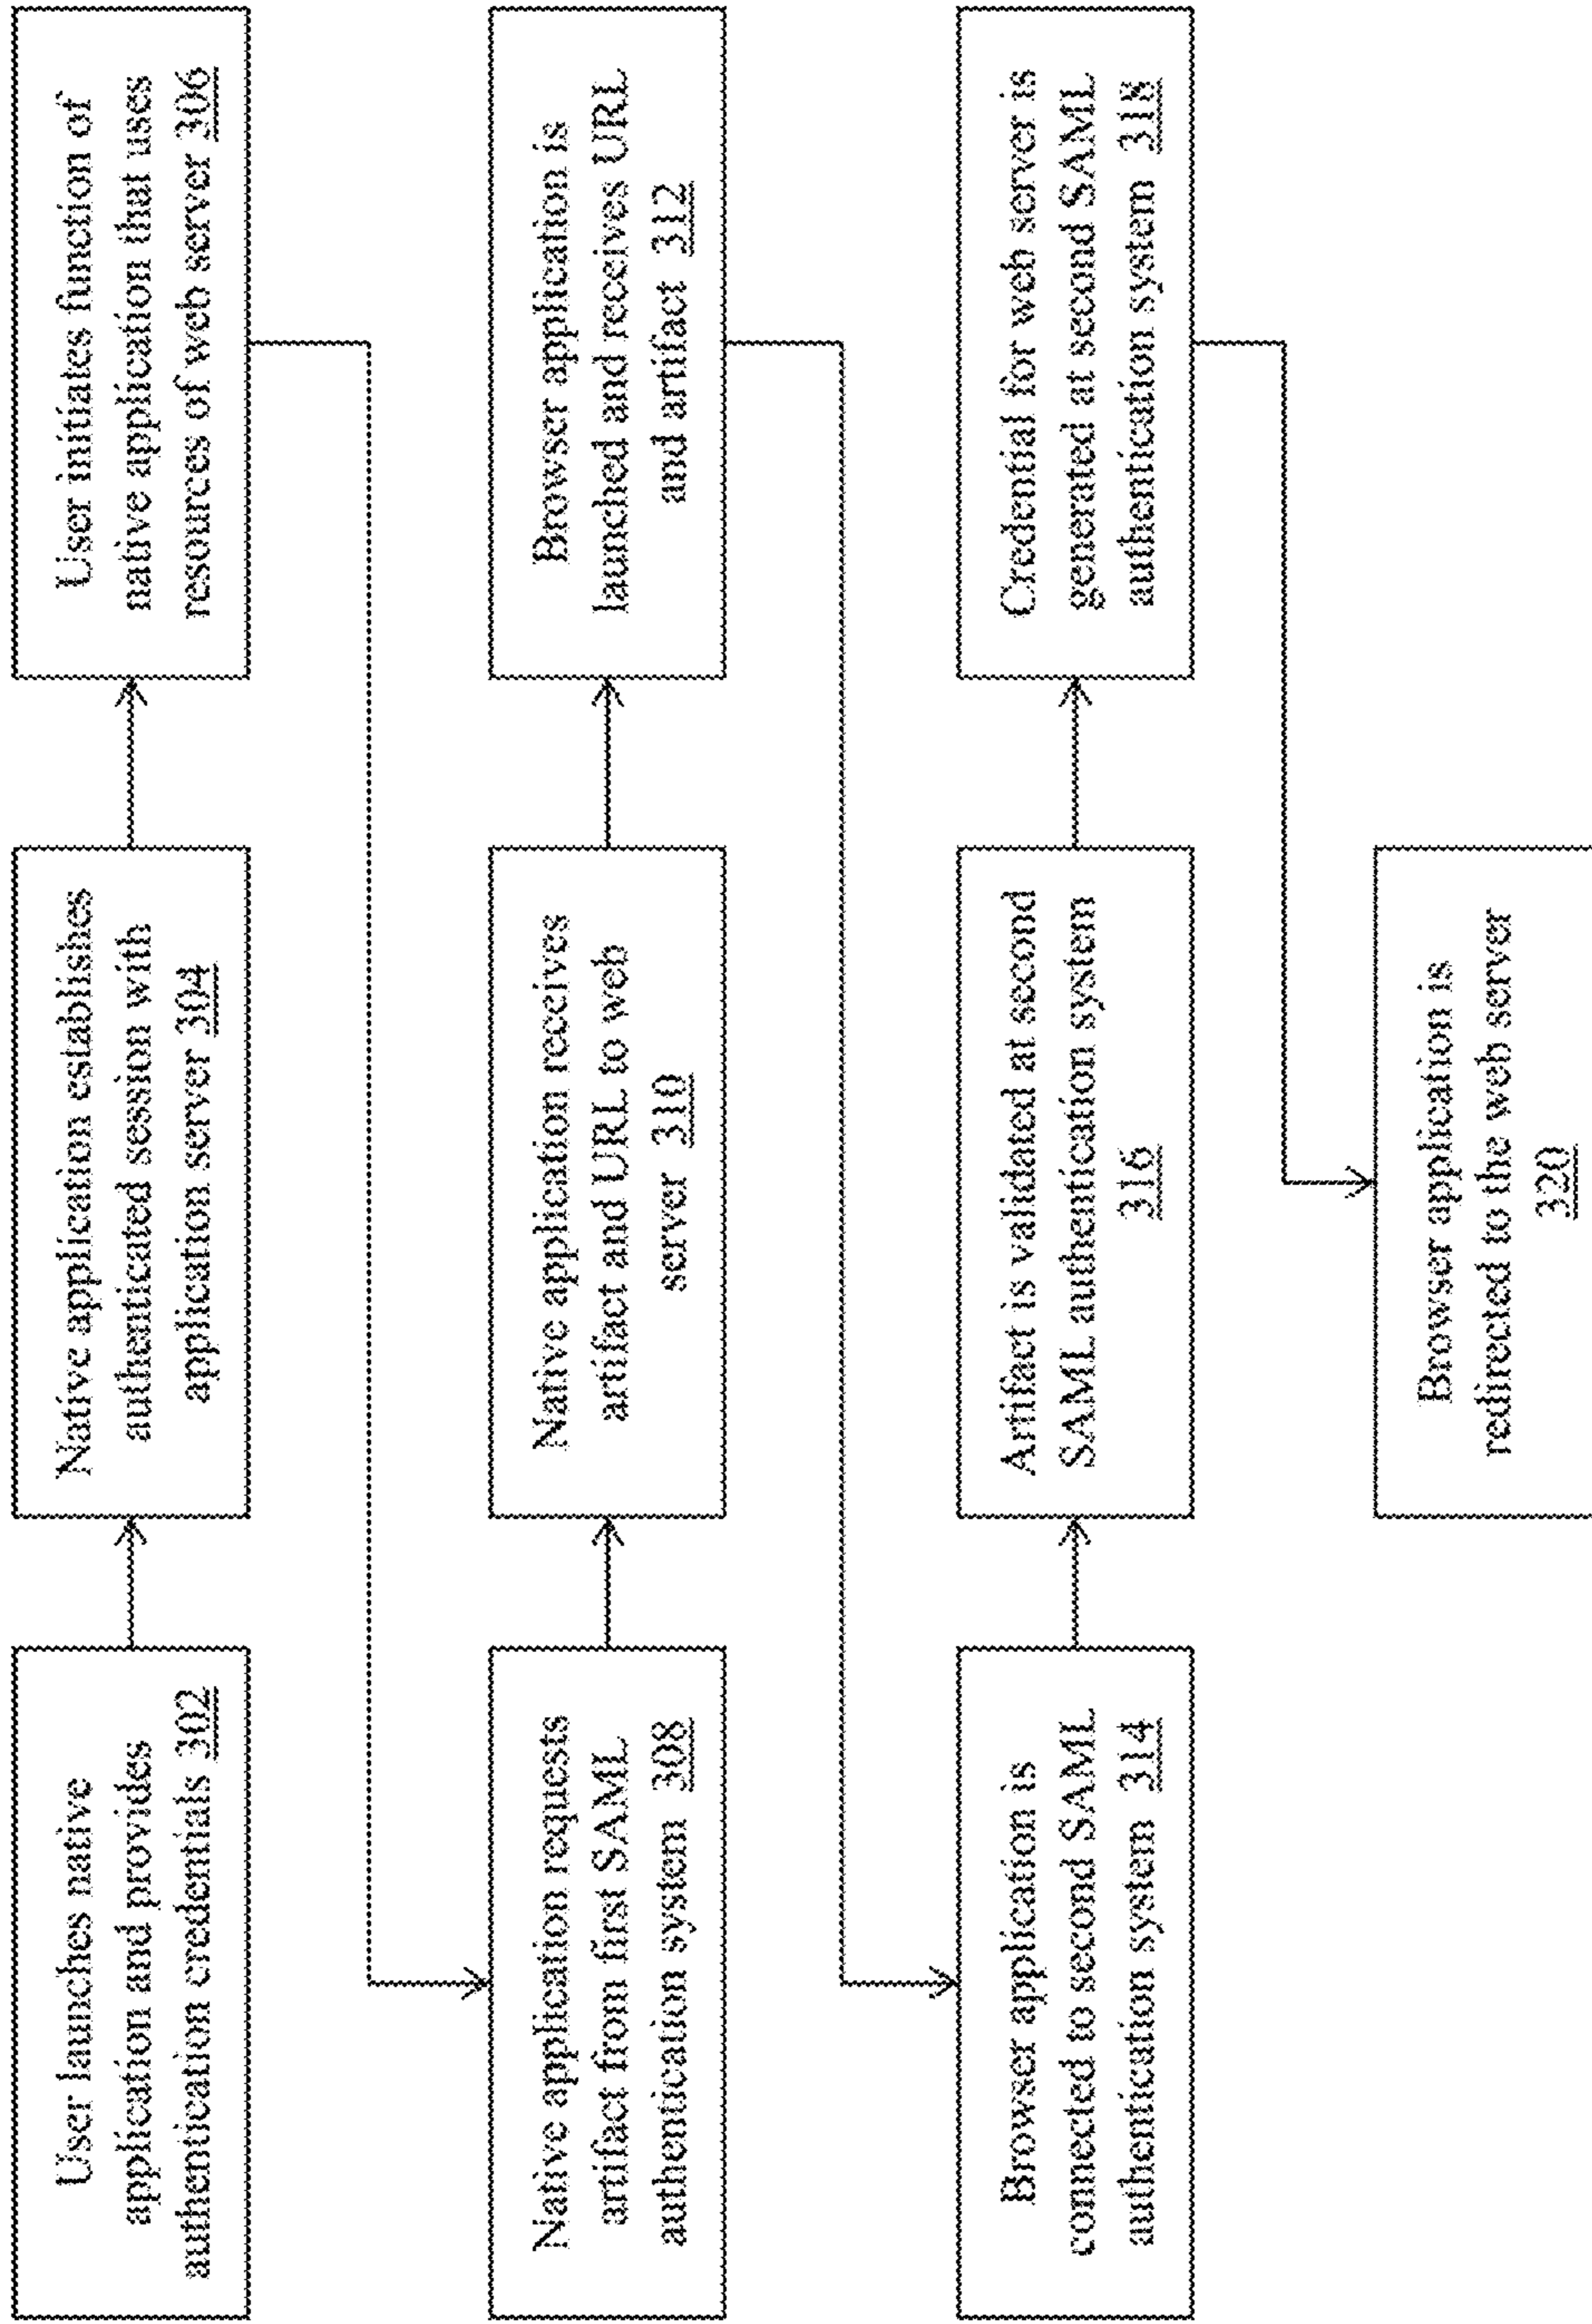 User launches native
application and provides
authentication credentials 302
Native application establishes
authenticated session with
application server 304
User initiates function of
native application that uses
resources of web server 306
Native application requests
artifact from first SAML
authentication system 308
Native application receives
artifact and URL to web
server 310
Browser application is
launched and receives URL
and artifact 312
Browser application is
connected to second SAML
authentication system 314
Artifact is validated at second
SAML authentication system
316
Credential for web server is
generated at second SAML
authentication system 318
Browser application is
redirected to the web server
320